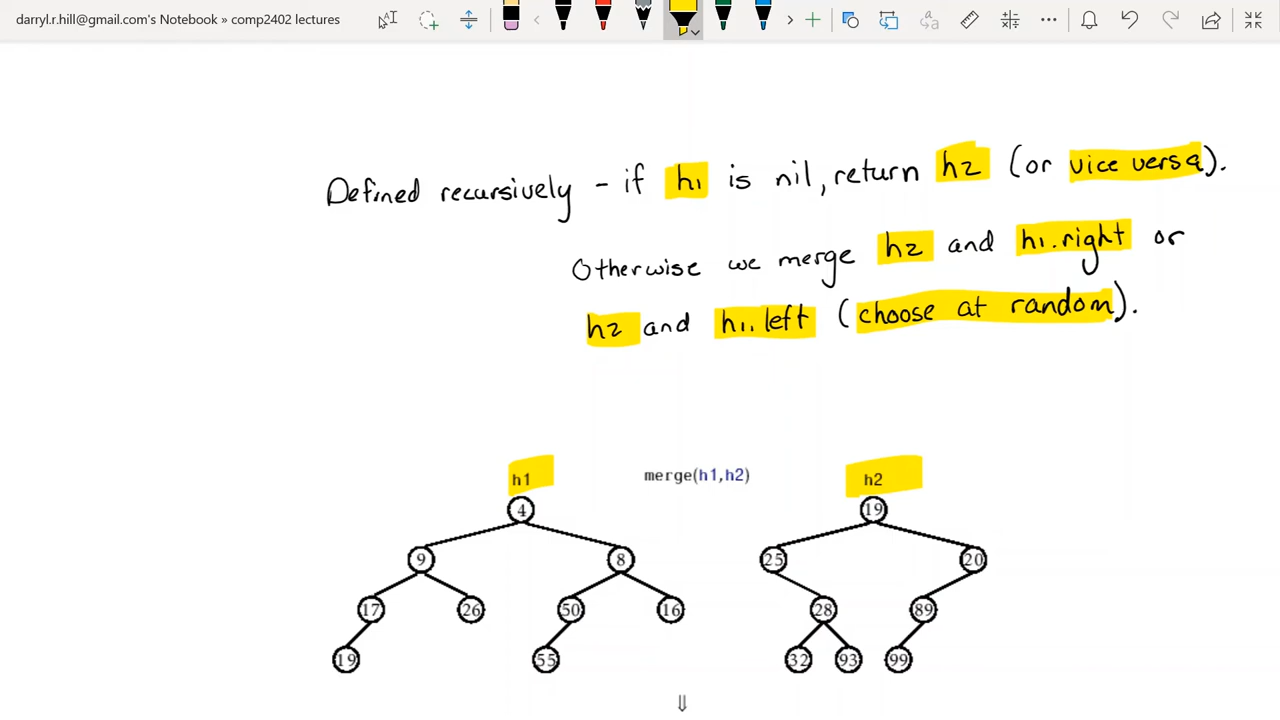 darryl.r.hill@gmail.com's Notebook » comp2402 lectures
Defined recursively - if h1 is nil, return h2 (or vice versa).
Otherwise we merge h2 and h1.right or
h2 and h1.left (choose at random).
h1 merge(h1,h2) h2
4 19
9 8 25 20
17 26 50 16 28 89
19 55 32 93 99
⇓